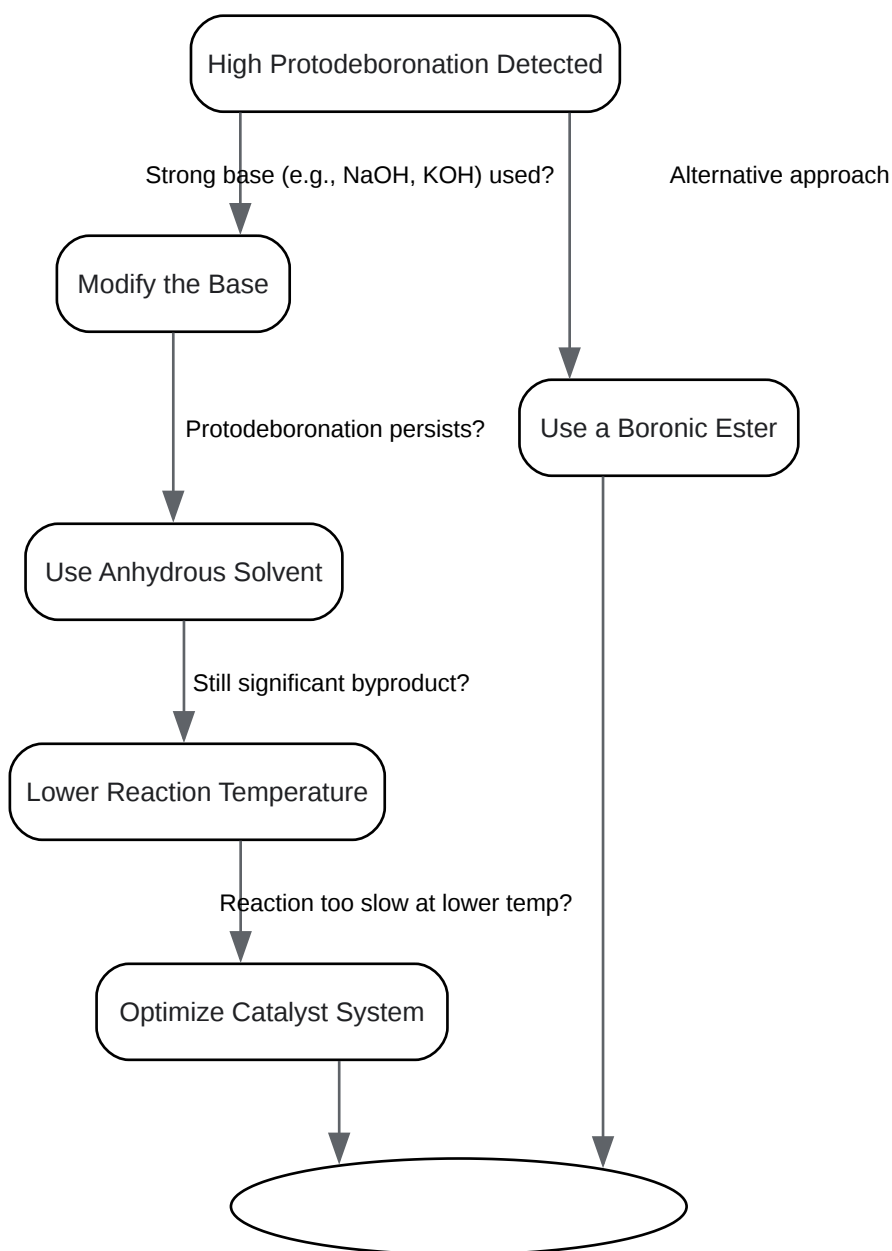 High Protodeboronation Detected
Strong base (e.g., NaOH, KOH) used?
Alternative approach
Modify the Base
Protodeboronation persists?
Use a Boronic Ester
Use Anhydrous Solvent
Still significant byproduct?
Lower Reaction Temperature
Reaction too slow at lower temp?
Optimize Catalyst System